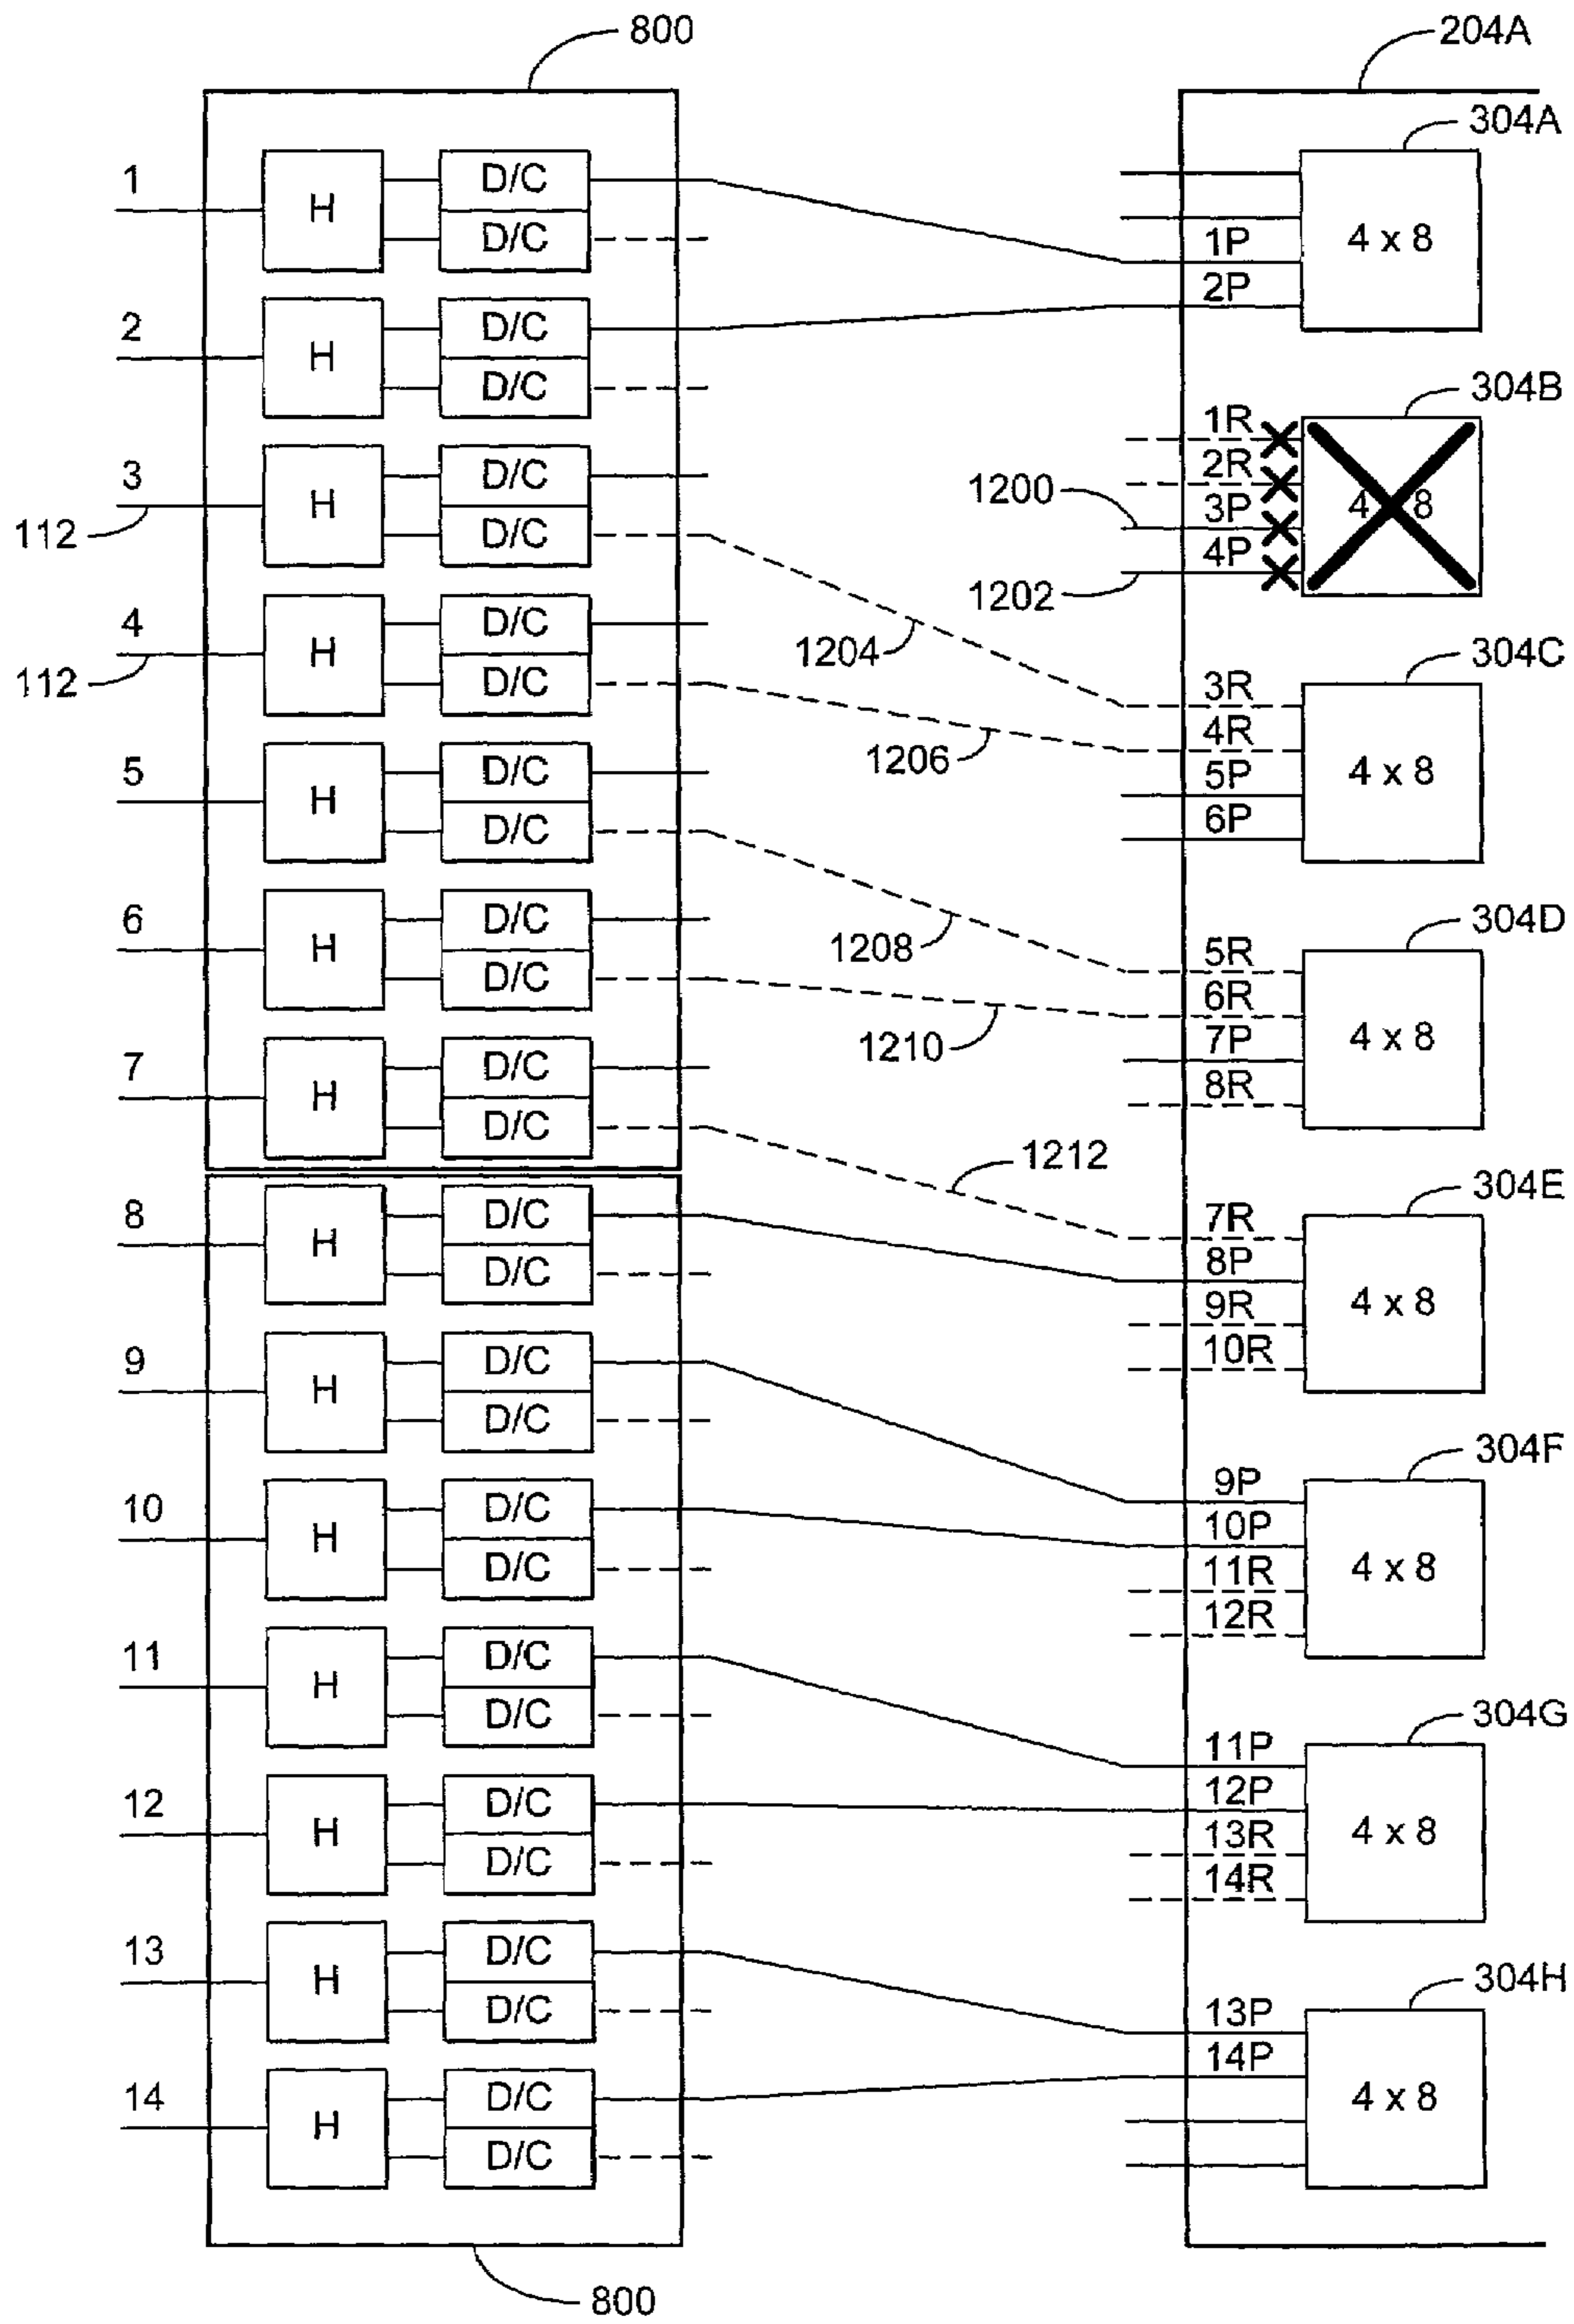 800
204A
304A
1
H
D/C
D/C
1P
2P
4 x 8
2
H
D/C
D/C
304B
1R
2R
3P
4P
4 8
1200
1202
3
112
H
D/C
D/C
4
112
H
D/C
D/C
1204
1206
304C
3R
4R
5P
6P
4 x 8
5
H
D/C
D/C
1208
6
H
D/C
D/C
1210
304D
5R
6R
7P
8R
4 x 8
7
H
D/C
D/C
1212
304E
7R
8P
9R
10R
4 x 8
8
H
D/C
D/C
9
H
D/C
D/C
304F
9P
10P
11R
12R
4 x 8
10
H
D/C
D/C
11
H
D/C
D/C
304G
11P
12P
13R
14R
4 x 8
12
H
D/C
D/C
13
H
D/C
D/C
304H
13P
14P
4 x 8
14
H
D/C
D/C
800